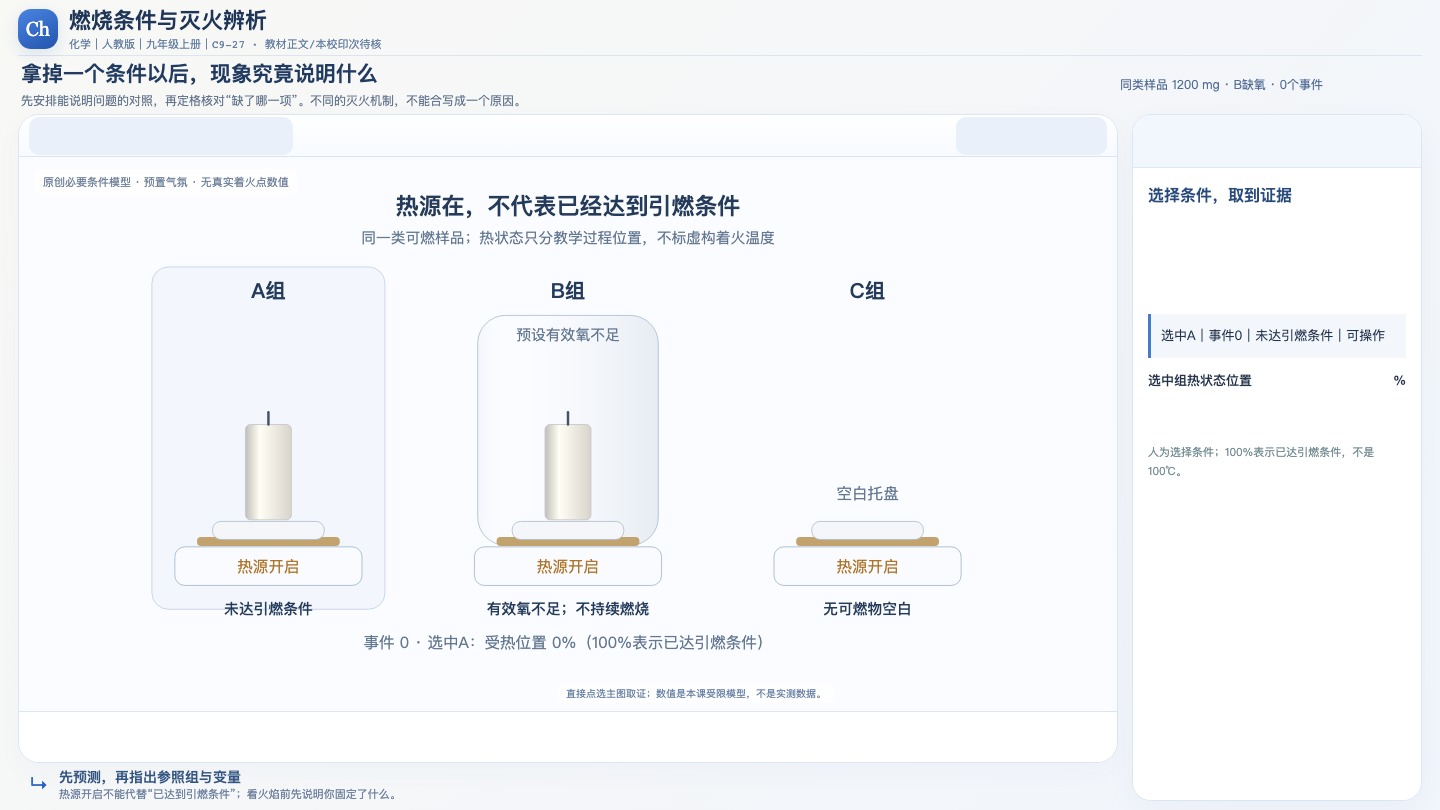 Ch
燃烧条件与灭火辨析
化学｜人教版｜九年级上册｜C9-27 · 教材正文/本校印次待核
拿掉一个条件以后，现象究竟说明什么
先安排能说明问题的对照，再定格核对“缺了哪一项”。不同的灭火机制，不能合写成一个原因。
同类样品 1200 mg · B缺氧 · 0个事件
原创必要条件模型 · 预置气氛 · 无真实着火点数值
热源在，不代表已经达到引燃条件
同一类可燃样品；热状态只分教学过程位置，不标虚构着火温度
A组
B组
C组
预设有效氧不足
空白托盘
热源开启
热源开启
热源开启
未达引燃条件
有效氧不足；不持续燃烧
无可燃物空白
事件 0 · 选中A：受热位置 0%（100%表示已达引燃条件）
直接点选主图取证；数值是本课受限模型，不是实测数据。
选择条件，取到证据
选中A｜事件0｜未达引燃条件｜可操作
选中组热状态位置 %
人为选择条件；100%表示已达引燃条件，不是
100℃。
先预测，再指出参照组与变量
热源开启不能代替“已达到引燃条件”；看火焰前先说明你固定了什么。